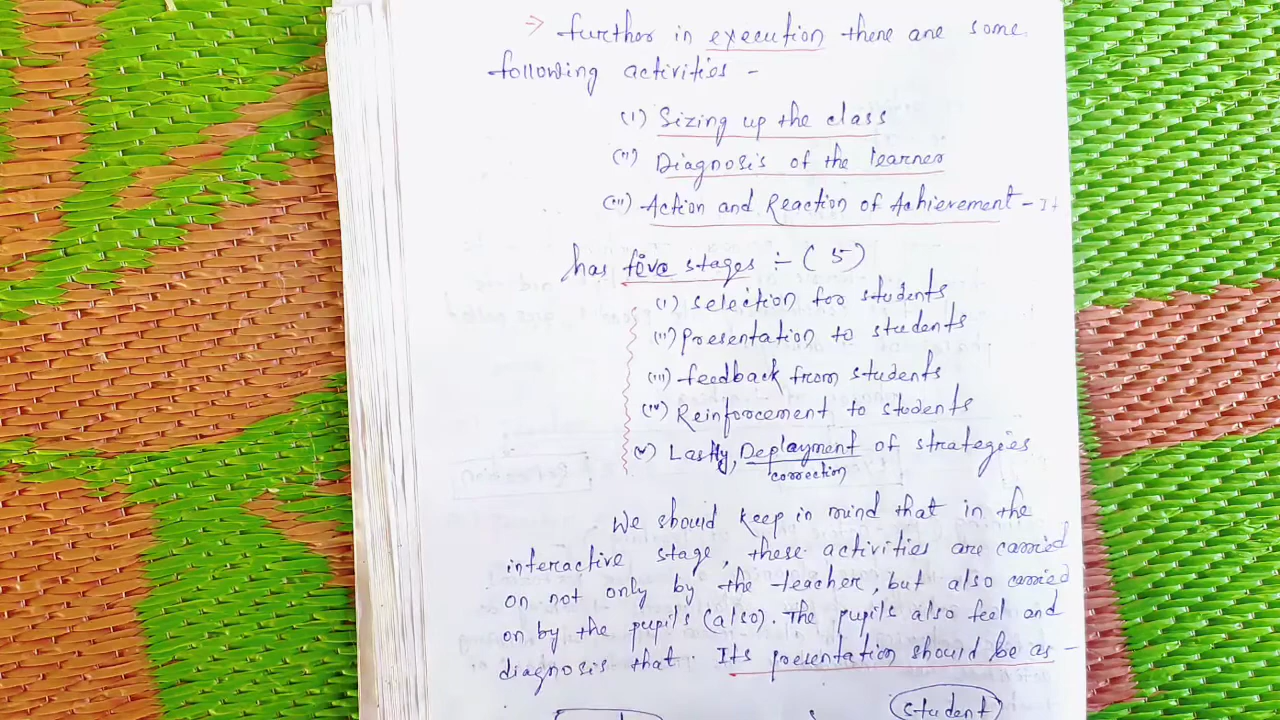 → further in execution there are some
following activities -
(i) Sizing up the class
(ii) Diagnosis of the learner
(iii) Action and Reaction of Achievement - It
has five stages :- (5)
(i) Selection for students
(ii) Presentation to students
(iii) feedback from students
(iv) Reinforcement to students
(v) Lastly, Deployment of strategies
correction
We should keep in mind that in the
interactive stage, these activities are carried
on not only by the teacher, but also carried
on by the pupils (also). The pupils also feel and
diagnosis that. Its presentation should be as -
student